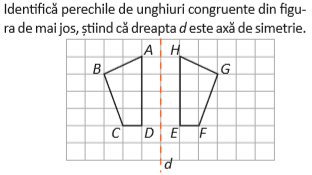 Identifică perechile de unghiuri congruente din figu-
ra de mai jos, știind că dreapta d este axă de simetrie.
A H
B G
C D E F
d